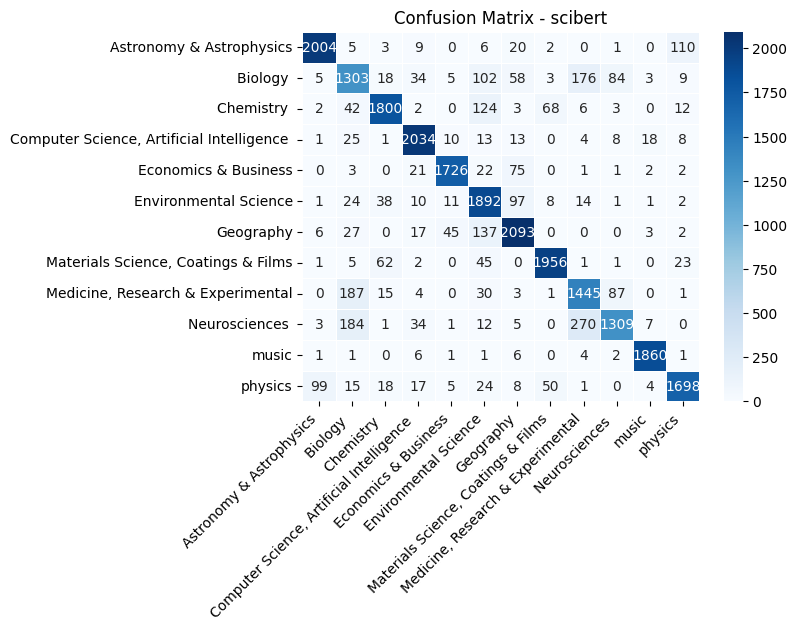 Confusion Matrix - scibert
Astronomy & Astrophysics 2004 5 3 9 0 6 20 2 0 1 0 110
Biology 5 1303 18 34 5 102 58 3 176 84 3 9
Chemistry 2 42 1800 2 0 124 3 68 6 3 0 12
Computer Science, Artificial Intelligence 1 25 1 2034 10 13 13 0 4 8 18 8
Economics & Business 0 3 0 21 1726 22 75 0 1 1 2 2
Environmental Science 1 24 38 10 11 1892 97 8 14 1 1 2
Geography 6 27 0 17 45 137 2093 0 0 0 3 2
Materials Science, Coatings & Films 1 5 62 2 0 45 0 1956 1 1 0 23
Medicine, Research & Experimental 0 187 15 4 0 30 3 1 1445 87 0 1
Neurosciences 3 184 1 34 1 12 5 0 270 1309 7 0
music 1 1 0 6 1 1 6 0 4 2 1860 1
physics 99 15 18 17 5 24 8 50 1 0 4 1698
Astronomy & Astrophysics
Biology
Chemistry
Computer Science, Artificial Intelligence
Economics & Business
Environmental Science
Geography
Materials Science, Coatings & Films
Medicine, Research & Experimental
Neurosciences
music
physics
2000
1750
1500
1250
1000
750
500
250
0